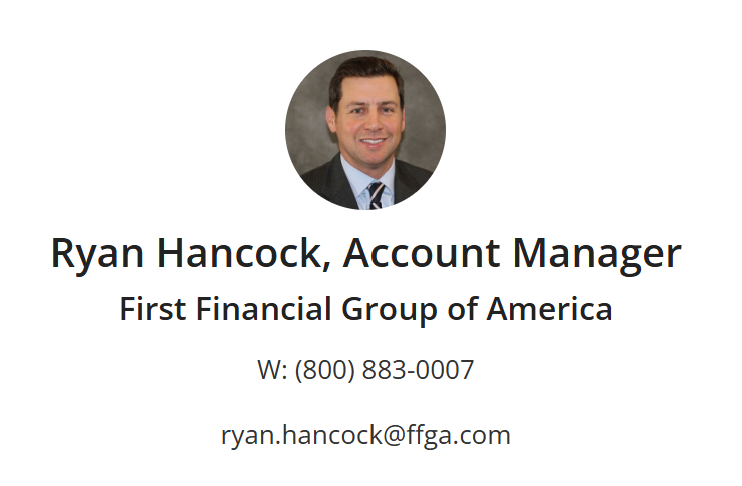 Ryan Hancock, Account Manager
First Financial Group of America
W: (800) 883-0007
ryan.hancock@ffga.com